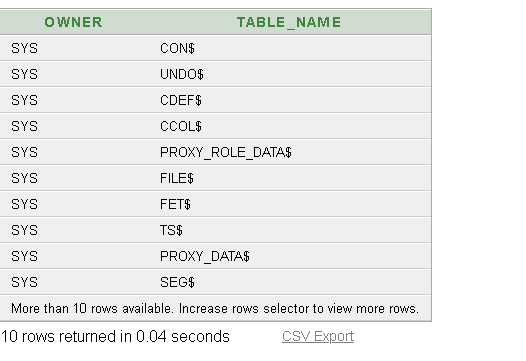 OWNER TABLE_NAME
SYS CON$
SYS UNDO$
SYS CDEF$
SYS CCOL$
SYS PROXY_ROLE_DATA$
SYS FILE$
SYS FET$
SYS TS$
SYS PROXY_DATA$
SYS SEG$
More than 10 rows available. Increase rows selector to view more rows.
10 rows returned in 0.04 seconds CSV Export